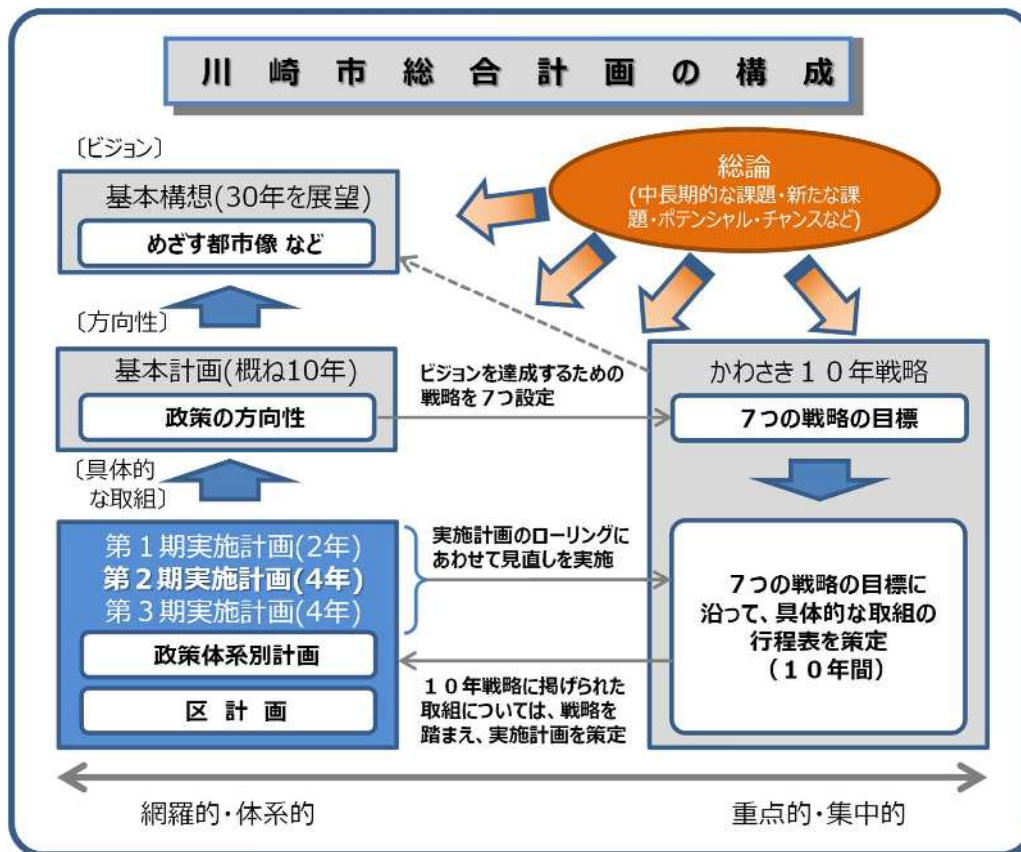 川崎市総合計画の構成
〔ビジョン〕
基本構想(30年を展望)
めざす都市像 など
総論
(中長期的な課題・新たな課
題・ポテンシャル・チャンスなど)
〔方向性〕
基本計画(概ね10年)
政策の方向性
ビジョンを達成するための
戦略を7つ設定
かわさき10年戦略
7つの戦略の目標
〔具体的
な取組〕
第1期実施計画(2年)
第2期実施計画(4年)
第3期実施計画(4年)
政策体系別計画
区 計 画
実施計画のローリングに
あわせて見直しを実施
10年戦略に掲げられた
取組については、戦略を
踏まえ、実施計画を策定
7つの戦略の目標に
沿って、具体的な取組の
行程表を策定
(10年間)
網羅的・体系的
重点的・集中的